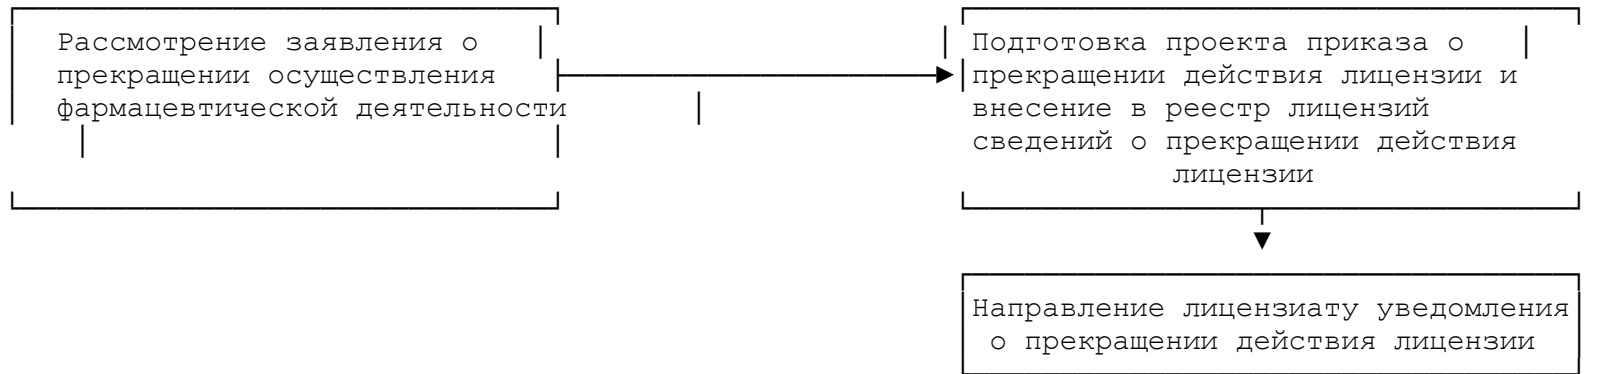 Рассмотрение заявления о
прекращении осуществления
фармацевтической деятельности
Подготовка проекта приказа о
прекращении действия лицензии и
внесение в реестр лицензий
сведений о прекращении действия
лицензии
Направление лицензиату уведомления
о прекращении действия лицензии